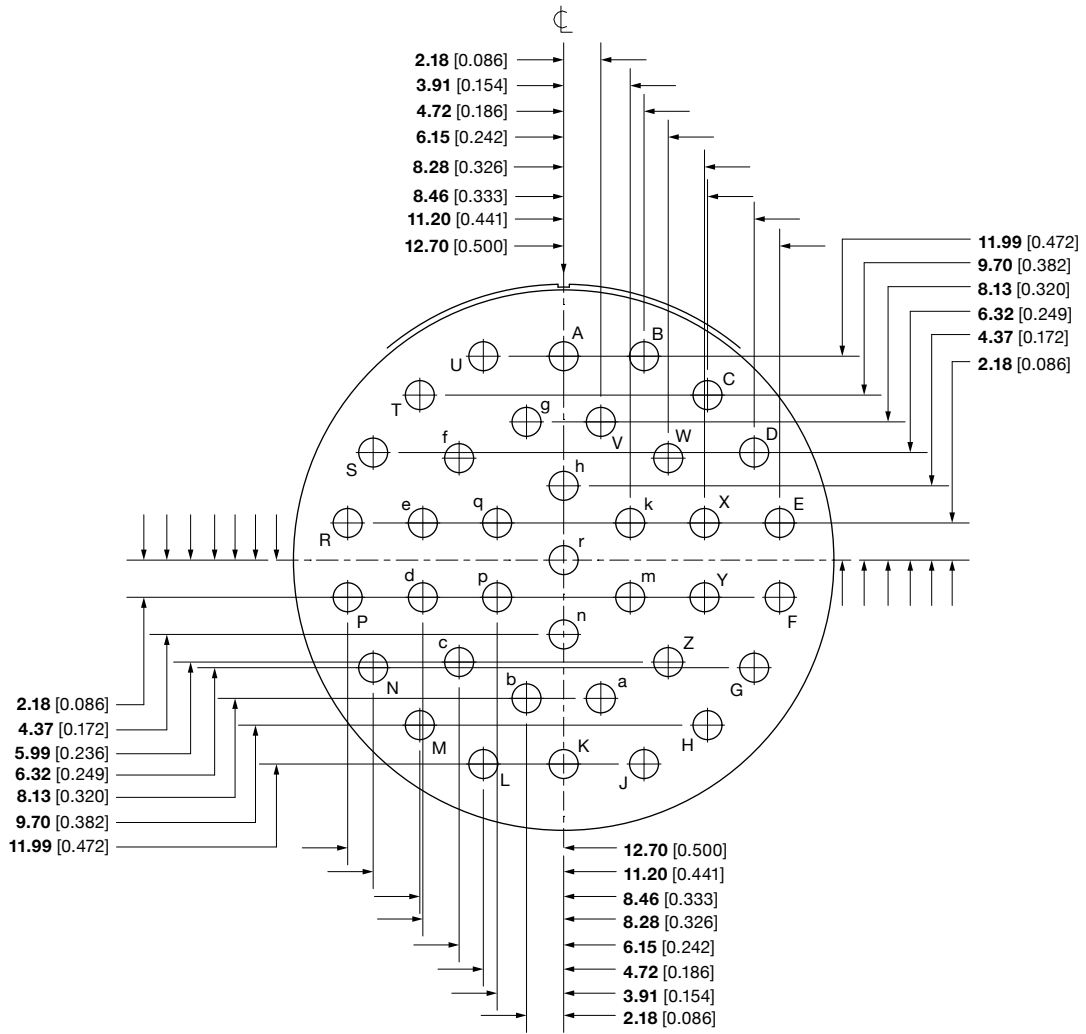 ℄
2.18 [0.086]
3.91 [0.154]
4.72 [0.186]
6.15 [0.242]
8.28 [0.326]
8.46 [0.333]
11.20 [0.441]
12.70 [0.500]
11.99 [0.472]
9.70 [0.382]
8.13 [0.320]
6.32 [0.249]
4.37 [0.172]
2.18 [0.086]
U A B
T C
g V
S f W D
h
R e q k X E
r
P d p m Y F
n
N c Z G
b a
M H
L K J
2.18 [0.086]
4.37 [0.172]
5.99 [0.236]
6.32 [0.249]
8.13 [0.320]
9.70 [0.382]
11.99 [0.472]
12.70 [0.500]
11.20 [0.441]
8.46 [0.333]
8.28 [0.326]
6.15 [0.242]
4.72 [0.186]
3.91 [0.154]
2.18 [0.086]